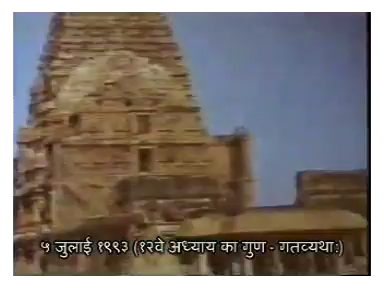 ५ जुलाई १९९३ (१२वे अध्याय का गुण - गतव्यथाः)